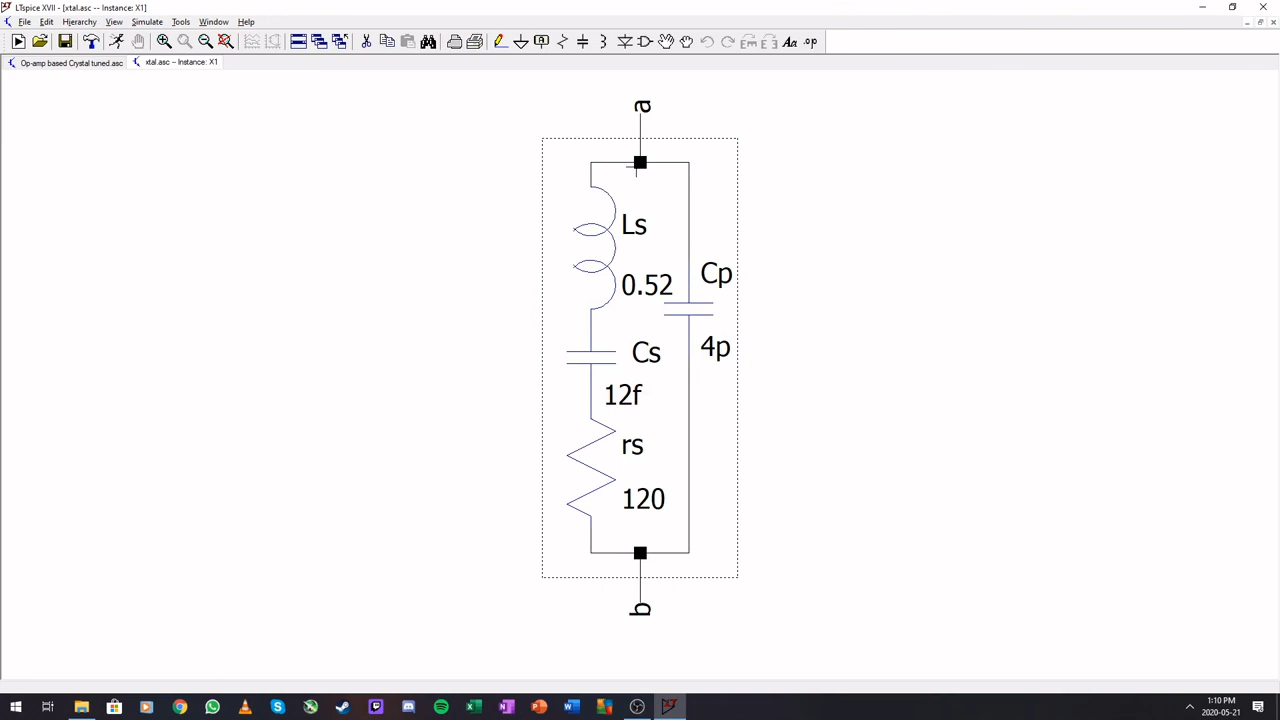 LTspice XVII - [xtal.asc -- Instance: X1]
File Edit Hierarchy View Simulate Tools Window Help
Aa .op
Op-amp based Crystal tuned.asc xtal.asc -- Instance: X1
a
Ls
0.52
Cp
4p
Cs
12f
rs
120
b
1:10 PM
2020-05-21